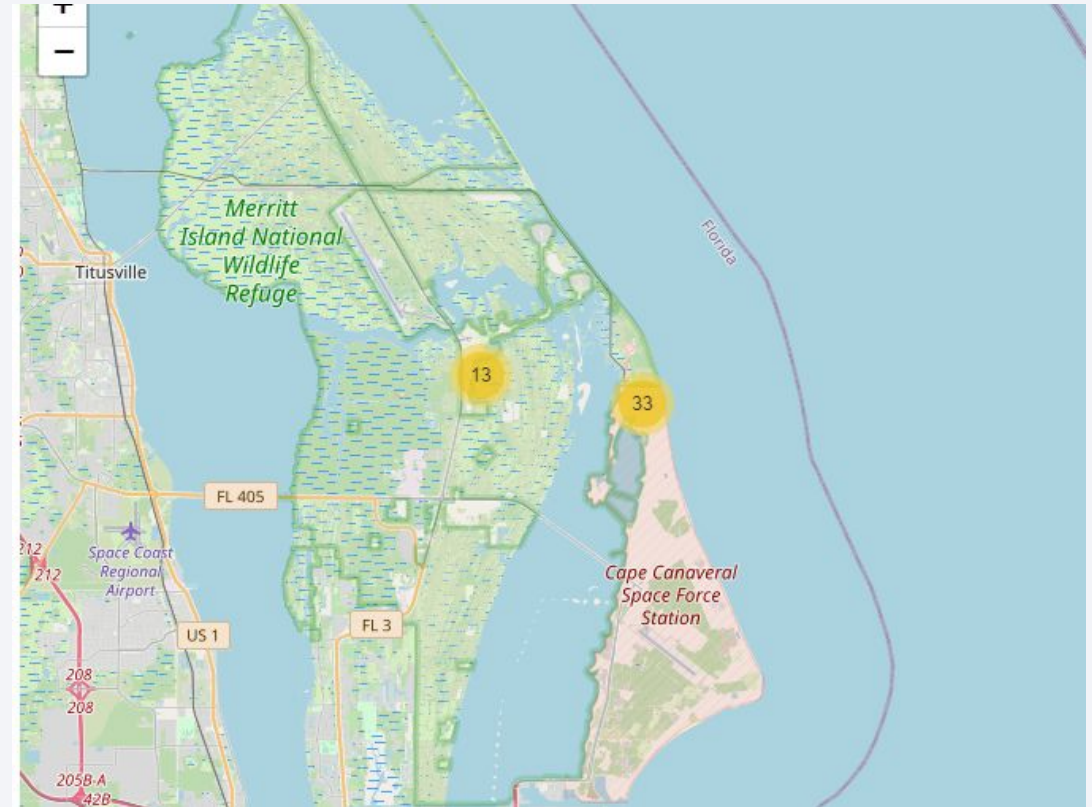 +
−
Merritt
Island National
Wildlife
Refuge
Titusville
Florida
13
33
FL 405
212
212
Space Coast
Regional
Airport
Cape Canaveral
Space Force
Station
FL 3
US 1
208
208
205B-A
42B